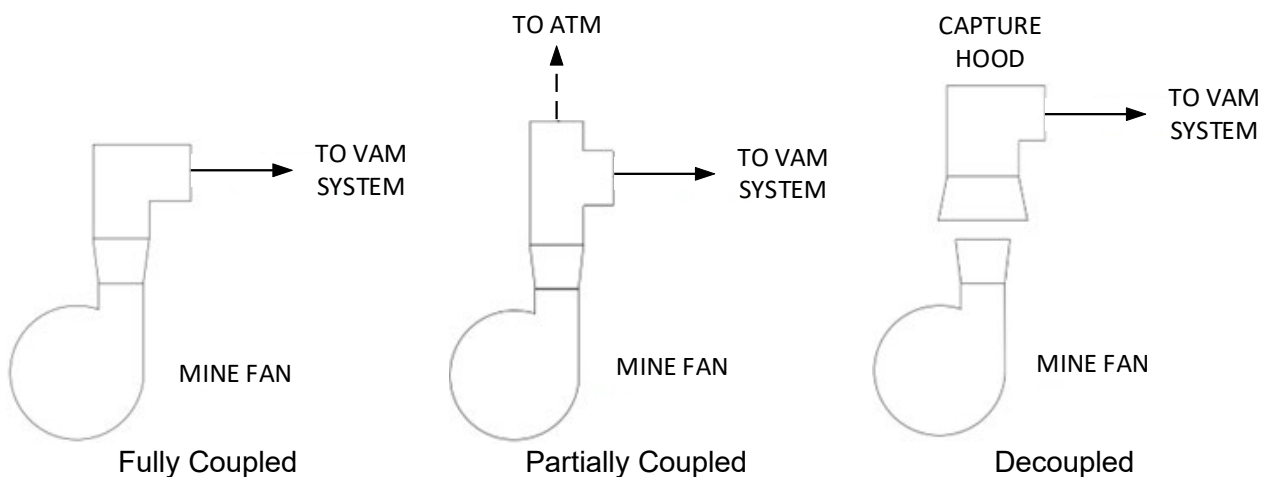 TO VAM
SYSTEM
MINE FAN
Fully Coupled
TO ATM
TO VAM
SYSTEM
MINE FAN
Partially Coupled
CAPTURE
HOOD
TO VAM
SYSTEM
MINE FAN
Decoupled